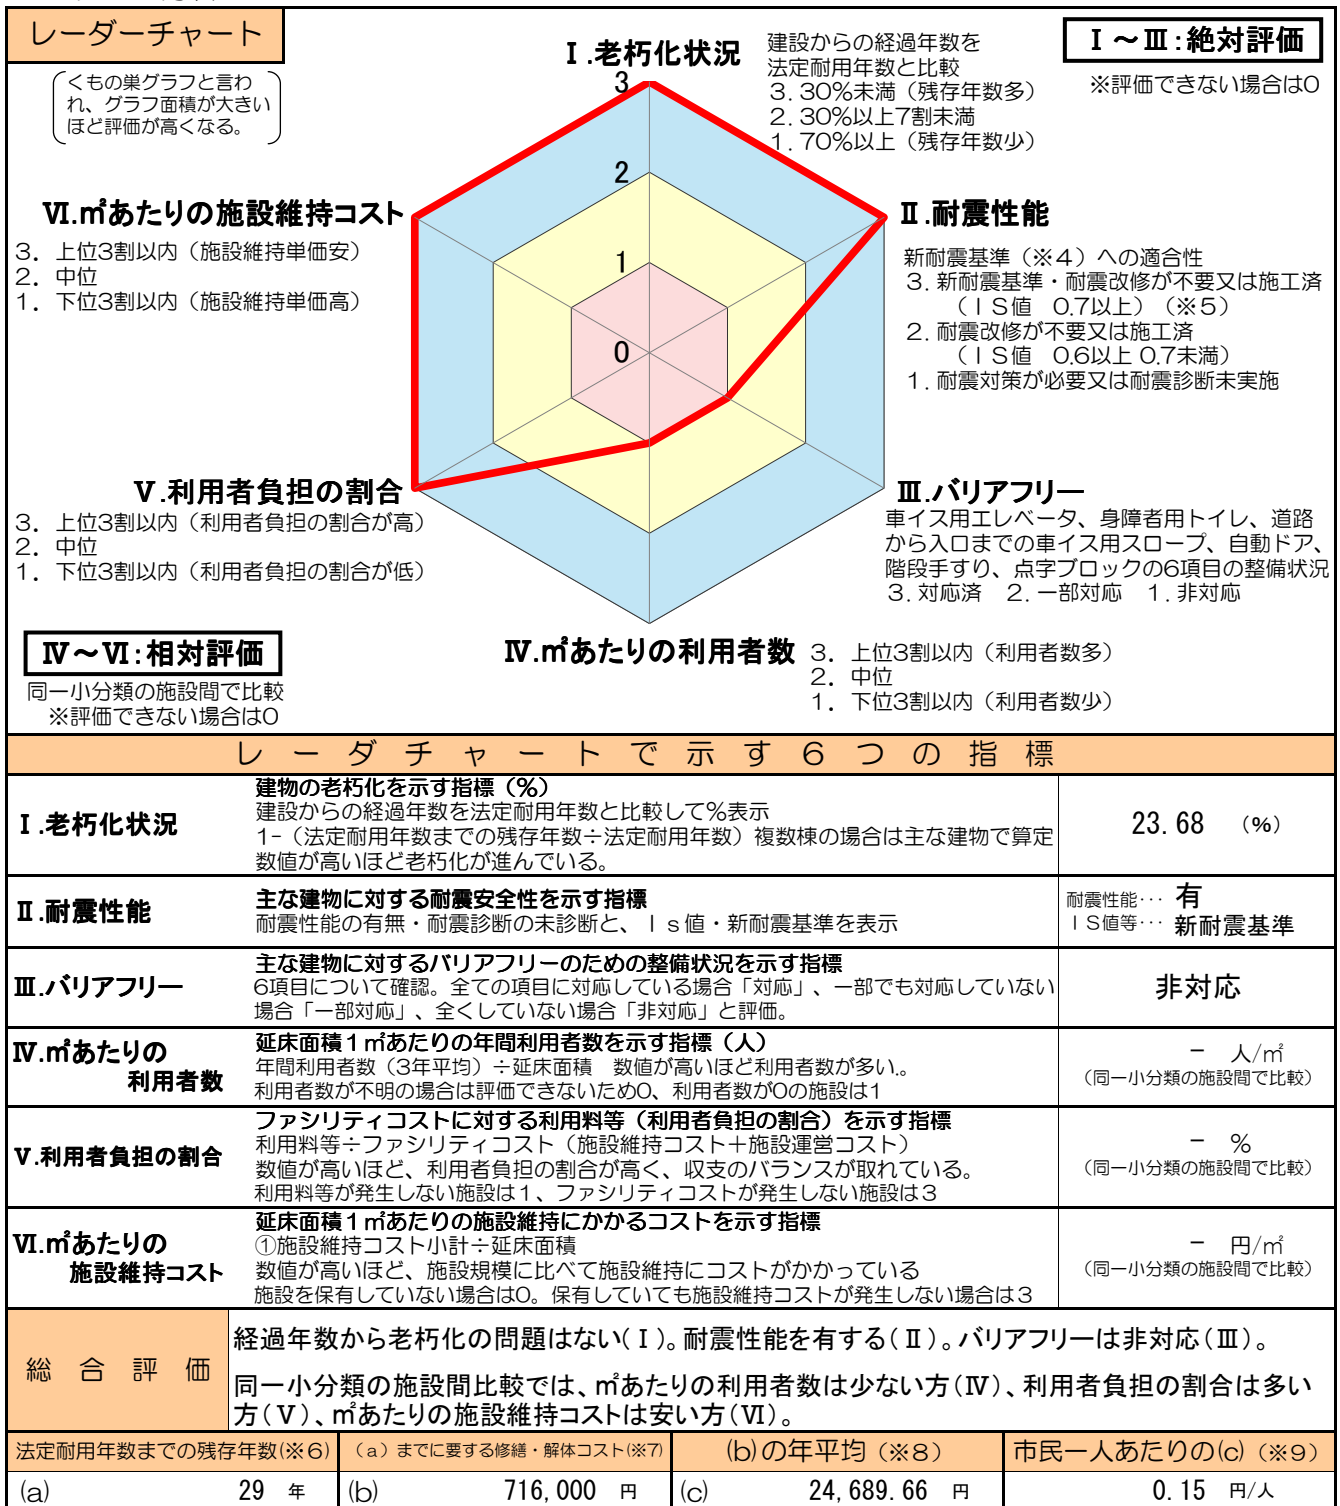 レーダーチャート
くもの巣グラフと言わ
れ、グラフ面積が大きい
ほど評価が高くなる。
Ⅰ.老朽化状況
建設からの経過年数を
法定耐用年数と比較
3. 30%未満（残存年数多）
2. 30%以上7割未満
1. 70%以上（残存年数少）
Ⅰ～Ⅲ:絶対評価
※評価できない場合は0
3
2
1
0
Ⅵ.㎡あたりの施設維持コスト
3. 上位3割以内（施設維持単価安）
2. 中位
1. 下位3割以内（施設維持単価高）
Ⅱ.耐震性能
新耐震基準（※4）への適合性
3. 新耐震基準・耐震改修が不要又は施工済
（ＩＳ値 0.7以上）（※5）
2. 耐震改修が不要又は施工済
（ＩＳ値 0.6以上 0.7未満）
1. 耐震対策が必要又は耐震診断未実施
Ⅴ.利用者負担の割合
3. 上位3割以内（利用者負担の割合が高）
2. 中位
1. 下位3割以内（利用者負担の割合が低）
Ⅲ.バリアフリー
車イス用エレベータ、身障者用トイレ、道路
から入口までの車イス用スロープ、自動ドア、
階段手すり、点字ブロックの6項目の整備状況
3. 対応済 2. 一部対応 1. 非対応
Ⅳ～Ⅵ:相対評価
同一小分類の施設間で比較
※評価できない場合は0
Ⅳ.㎡あたりの利用者数
3. 上位3割以内（利用者数多）
2. 中位
1. 下位3割以内（利用者数少）
レーダチャートで示す6つの指標
Ⅰ.老朽化状況
建物の老朽化を示す指標（%）
建設からの経過年数を法定耐用年数と比較して%表示
1-（法定耐用年数までの残存年数÷法定耐用年数）複数棟の場合は主な建物で算定
数値が高いほど老朽化が進んでいる。
23.68 （%）
Ⅱ.耐震性能
主な建物に対する耐震安全性を示す指標
耐震性能の有無・耐震診断の未診断と、Ｉｓ値・新耐震基準を表示
耐震性能… 有
ＩＳ値等… 新耐震基準
Ⅲ.バリアフリー
主な建物に対するバリアフリーのための整備状況を示す指標
6項目について確認。全ての項目に対応している場合「対応」、一部でも対応していない
場合「一部対応」、全くしていない場合「非対応」と評価。
非対応
Ⅳ.㎡あたりの
利用者数
延床面積１㎡あたりの年間利用者数を示す指標（人）
年間利用者数（3年平均）÷延床面積 数値が高いほど利用者数が多い。
利用者数が不明の場合は評価できないため0、利用者数が0の施設は1
－ 人/㎡
（同一小分類の施設間で比較）
Ⅴ.利用者負担の割合
ファシリティコストに対する利用料等（利用者負担の割合）を示す指標
利用料等÷ファシリティコスト（施設維持コスト＋施設運営コスト）
数値が高いほど、利用者負担の割合が高く、収支のバランスが取れている。
利用料等が発生しない施設は１、ファシリティコストが発生しない施設は３
－ %
（同一小分類の施設間で比較）
Ⅵ.㎡あたりの
施設維持コスト
延床面積１㎡あたりの施設維持にかかるコストを示す指標
①施設維持コスト小計÷延床面積
数値が高いほど、施設規模に比べて施設維持にコストがかかっている
施設を保有していない場合は0。保有していても施設維持コストが発生しない場合は３
－ 円/㎡
（同一小分類の施設間で比較）
総合評価
経過年数から老朽化の問題はない(Ⅰ)。耐震性能を有する(Ⅱ)。バリアフリーは非対応(Ⅲ)。
同一小分類の施設間比較では、㎡あたりの利用者数は少ない方(Ⅳ)、利用者負担の割合は多い
方(Ⅴ)、㎡あたりの施設維持コストは安い方(Ⅵ)。
法定耐用年数までの残存年数(※6)
（a）までに要する修繕・解体コスト(※7)
(b)の年平均（※8）
市民一人あたりの(c)（※9）
(a) 29 年
(b) 716,000 円
(c) 24,689.66 円
0.15 円/人